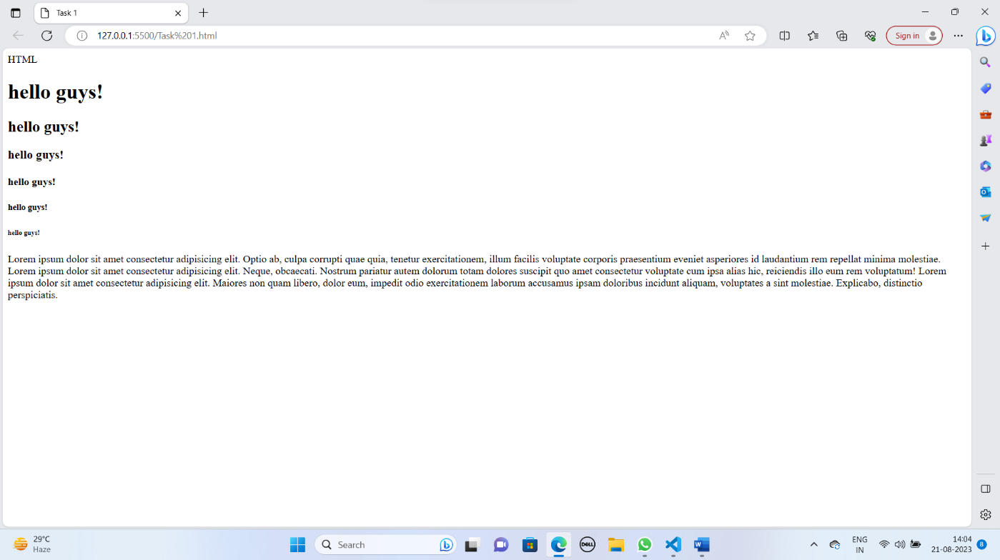 Task 1
127.0.0.1:5500/Task%201.html
Sign in
HTML
hello guys!
hello guys!
hello guys!
hello guys!
hello guys!
hello guys!
Lorem ipsum dolor sit amet consectetur adipisicing elit. Optio ab, culpa corrupti quae quia, tenetur exercitationem, illum facilis voluptate corporis praesentium eveniet asperiores id laudantium rem repellat minima molestiae.
Lorem ipsum dolor sit amet consectetur adipisicing elit. Neque, obcaecati. Nostrum pariatur autem dolorum totam dolores suscipit quo amet consectetur voluptate cum ipsa alias hic, reiciendis illo eum rem voluptatum! Lorem
ipsum dolor sit amet consectetur adipisicing elit. Maiores non quam libero, dolor eum, impedit odio exercitationem laborum accusamus ipsam doloribus incidunt aliquam, voluptates a sint molestiae. Explicabo, distinctio
perspiciatis.
29°C
Haze
Search
DELL
ENG
IN
14:04
21-08-2023
8